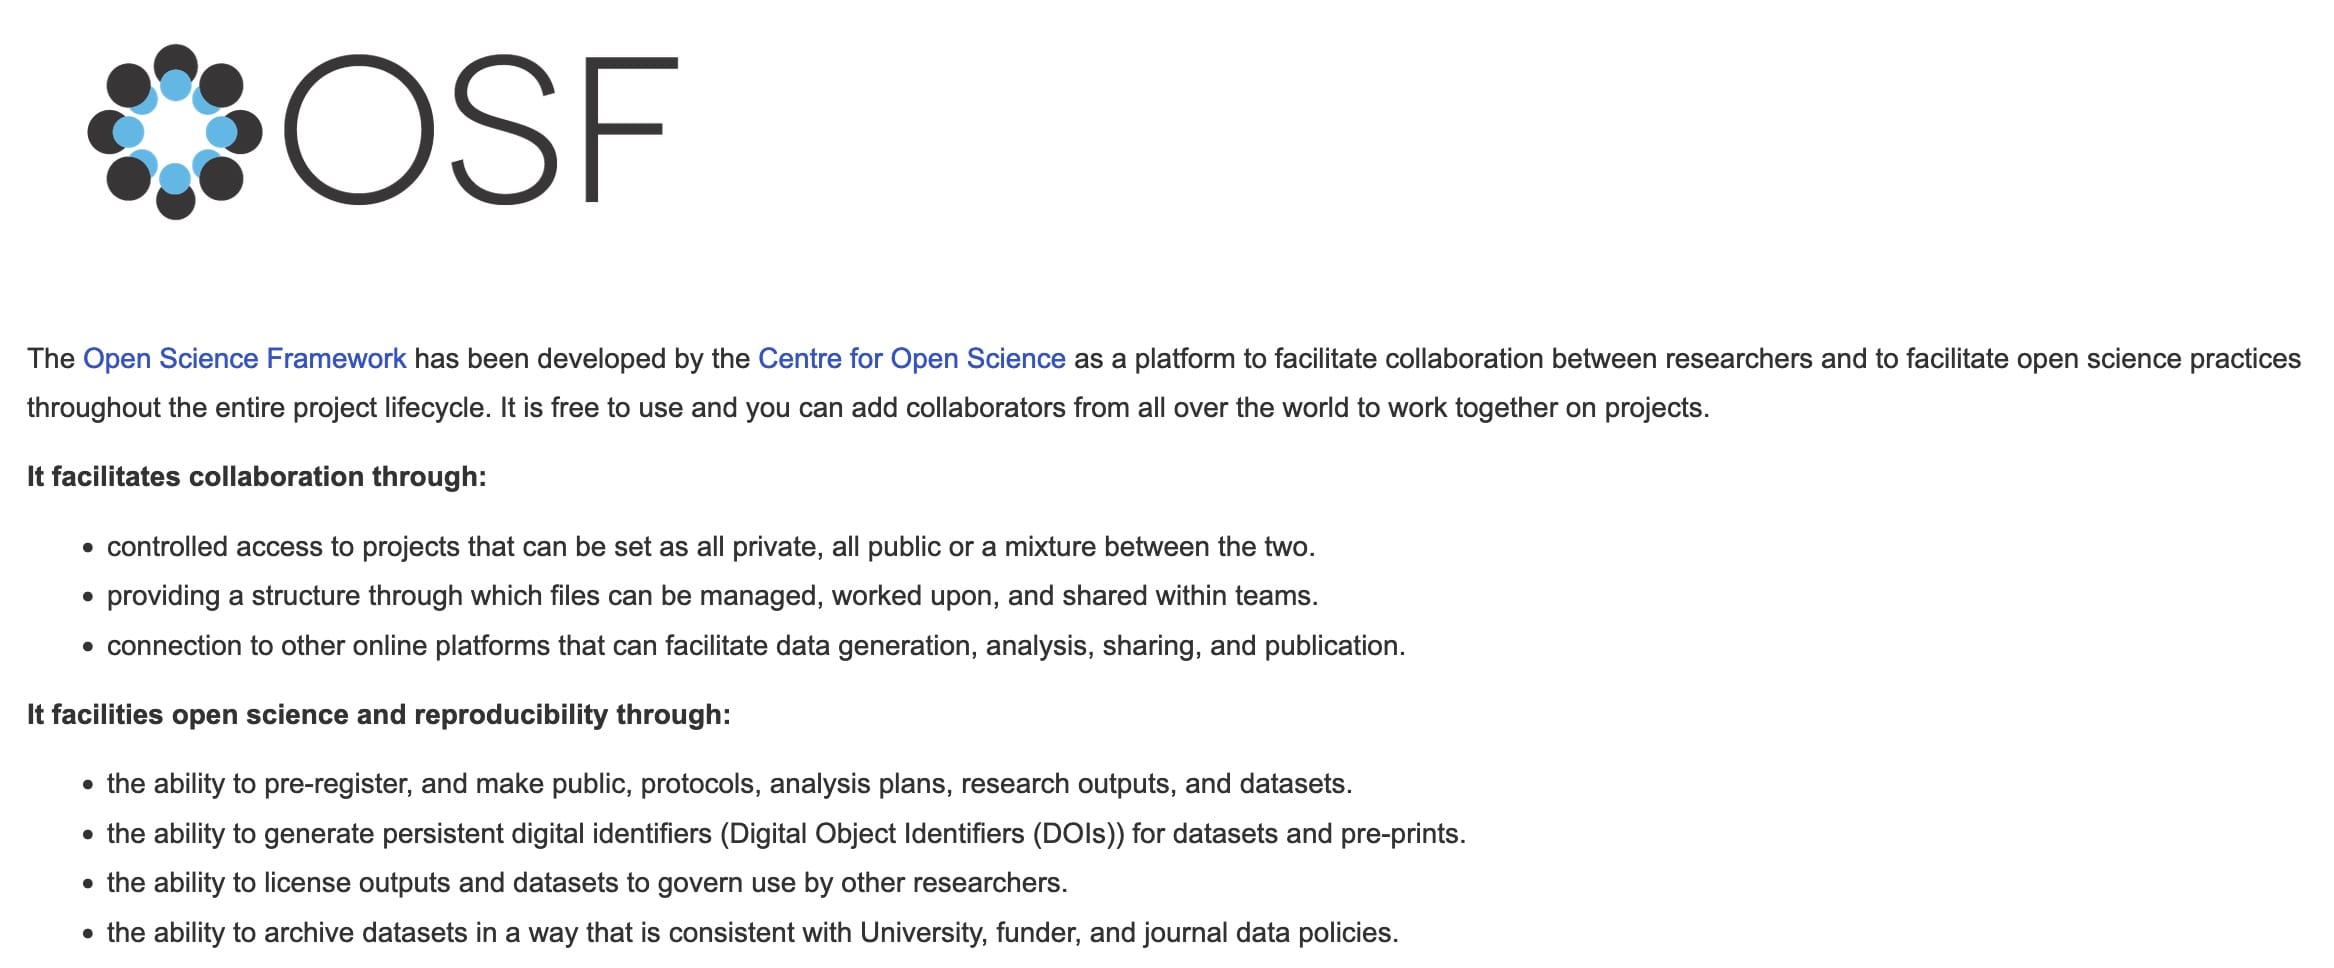 OSF
The Open Science Framework has been developed by the Centre for Open Science as a platform to facilitate collaboration between researchers and to facilitate open science practices
throughout the entire project lifecycle. It is free to use and you can add collaborators from all over the world to work together on projects.
It facilitates collaboration through:
• controlled access to projects that can be set as all private, all public or a mixture between the two.
• providing a structure through which files can be managed, worked upon, and shared within teams.
• connection to other online platforms that can facilitate data generation, analysis, sharing, and publication.
It facilities open science and reproducibility through:
• the ability to pre-register, and make public, protocols, analysis plans, research outputs, and datasets.
• the ability to generate persistent digital identifiers (Digital Object Identifiers (DOIs)) for datasets and pre-prints.
• the ability to license outputs and datasets to govern use by other researchers.
• the ability to archive datasets in a way that is consistent with University, funder, and journal data policies.